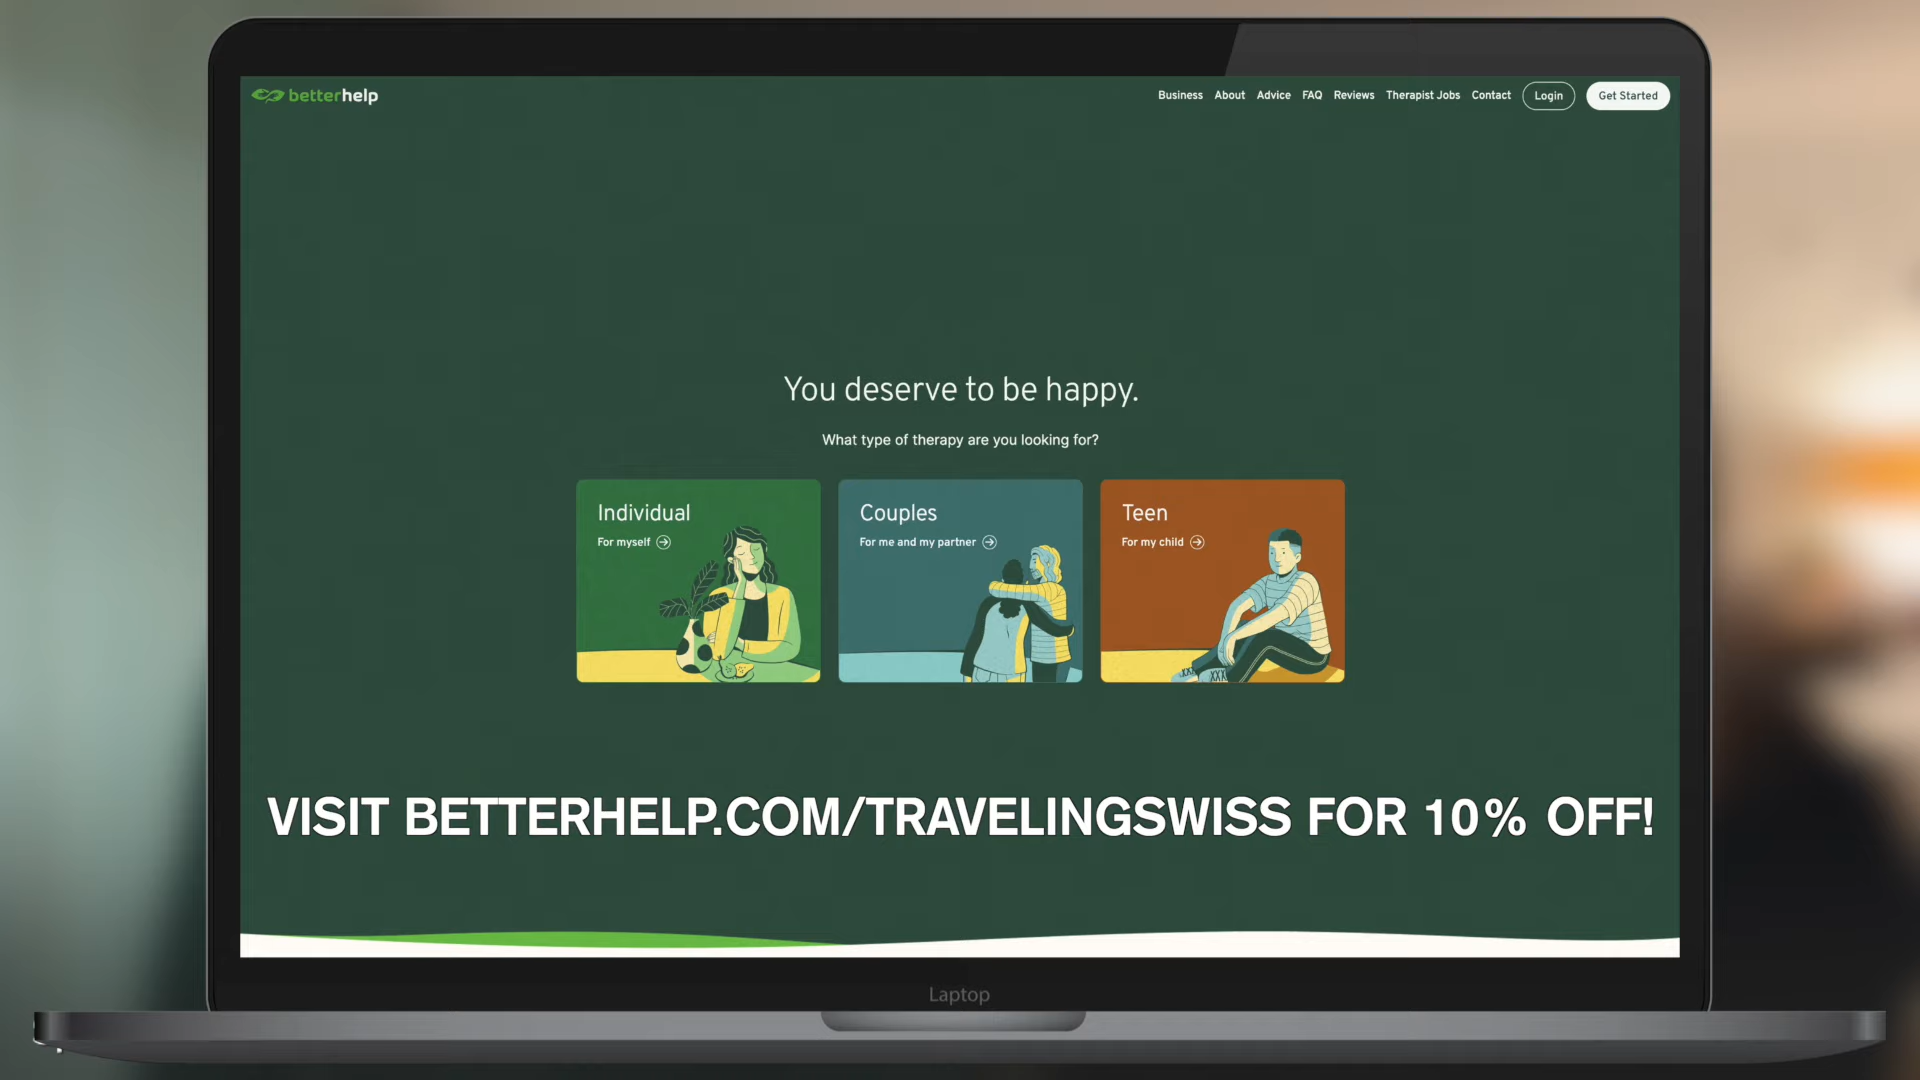 betterhelp
Business About Advice FAQ Reviews Therapist Jobs Contact Login Get Started
You deserve to be happy.
What type of therapy are you looking for?
Individual
For myself
Couples
For me and my partner
Teen
For my child
VISIT BETTERHELP.COM/TRAVELINGSWISS FOR 10% OFF!
Laptop